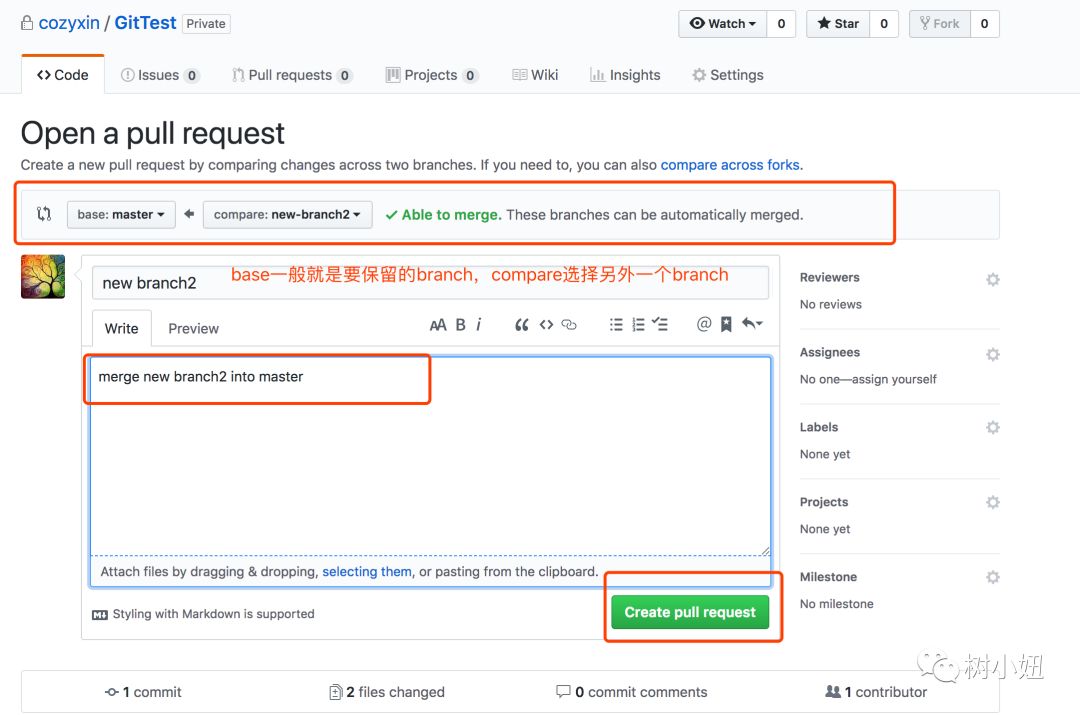 cozyxin / GitTest Private
Watch 0 Star 0 Fork 0
Code Issues 0 Pull requests 0 Projects 0 Wiki Insights Settings
Open a pull request
Create a new pull request by comparing changes across two branches. If you need to, you can also compare across forks.
base: master compare: new-branch2 Able to merge. These branches can be automatically merged.
new branch2 base一般就是要保留的branch，compare选择另外一个branch
Write Preview
AA B i @
merge new branch2 into master
Attach files by dragging & dropping, selecting them, or pasting from the clipboard.
Styling with Markdown is supported
Create pull request
Reviewers
No reviews
Assignees
No one—assign yourself
Labels
None yet
Projects
None yet
Milestone
No milestone
1 commit 2 files changed 0 commit comments 1 contributor
树小妞